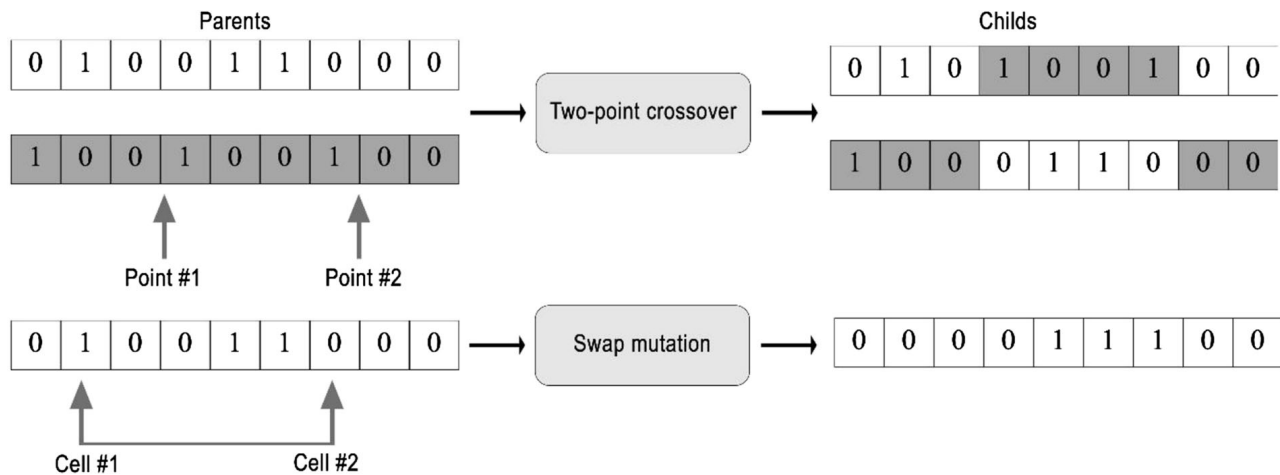 Parents Childs
0 1 0 0 1 1 0 0 0
0 1 0 1 0 0 1 0 0
Two-point crossover
1 0 0 1 0 0 1 0 0
1 0 0 0 1 1 0 0 0
Point #1 Point #2
0 1 0 0 1 1 0 0 0
Swap mutation
0 0 0 0 1 1 1 0 0
Cell #1 Cell #2